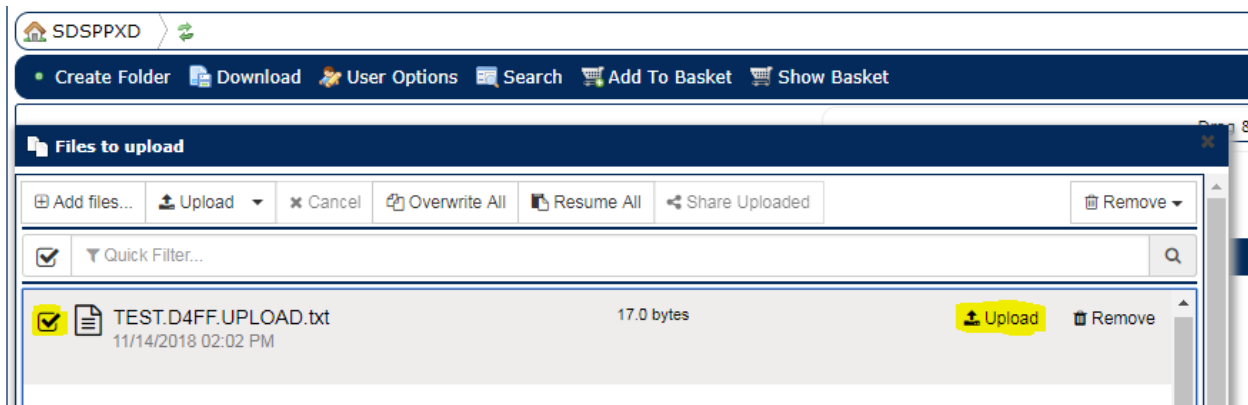 SDSPPXD
Create Folder Download User Options Search Add To Basket Show Basket
Files to upload
Add files... Upload Cancel Overwrite All Resume All Share Uploaded Remove
Quick Filter...
TEST.D4FF.UPLOAD.txt 17.0 bytes Upload Remove
11/14/2018 02:02 PM